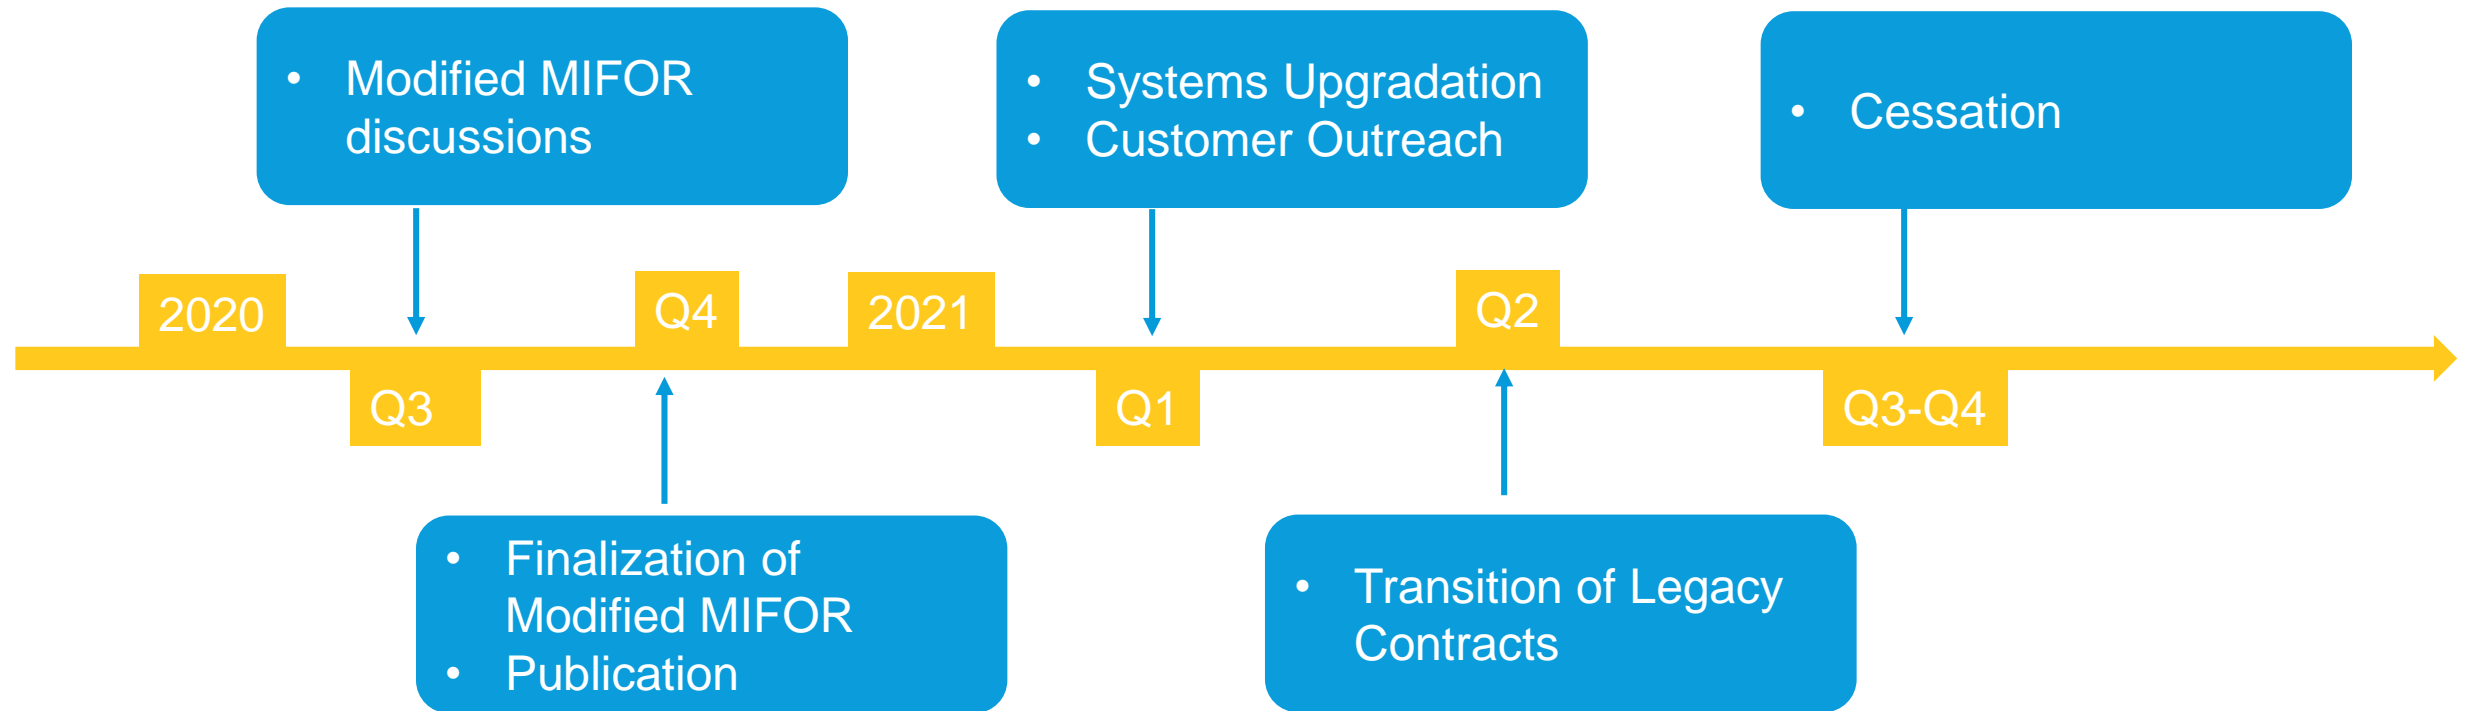 • Modified MIFOR
discussions
• Systems Upgradation
• Customer Outreach
• Cessation
2020
Q4
2021
Q2
Q3
Q1
Q3-Q4
• Finalization of
Modified MIFOR
• Publication
• Transition of Legacy
Contracts